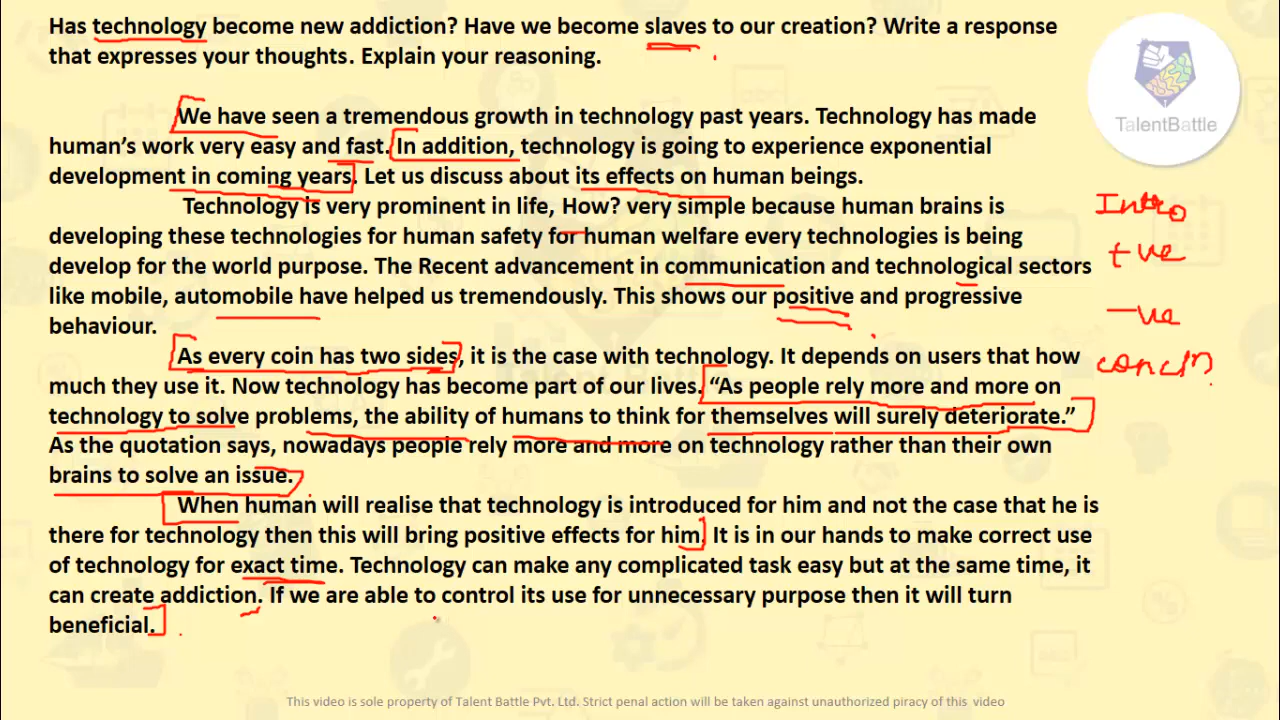 Has technology become new addiction? Have we become slaves to our creation? Write a response
that expresses your thoughts. Explain your reasoning.
TalentBattle
We have seen a tremendous growth in technology past years. Technology has made
human's work very easy and fast. In addition, technology is going to experience exponential
development in coming years. Let us discuss about its effects on human beings.
Technology is very prominent in life, How? very simple because human brains is
developing these technologies for human safety for human welfare every technologies is being
develop for the world purpose. The Recent advancement in communication and technological sectors
like mobile, automobile have helped us tremendously. This shows our positive and progressive
behaviour.
As every coin has two sides, it is the case with technology. It depends on users that how
much they use it. Now technology has become part of our lives. “As people rely more and more on
technology to solve problems, the ability of humans to think for themselves will surely deteriorate.”
As the quotation says, nowadays people rely more and more on technology rather than their own
brains to solve an issue.
When human will realise that technology is introduced for him and not the case that he is
there for technology then this will bring positive effects for him. It is in our hands to make correct use
of technology for exact time. Technology can make any complicated task easy but at the same time, it
can create addiction. If we are able to control its use for unnecessary purpose then it will turn
beneficial.
Intro
+ve
-ve
concln
This video is sole property of Talent Battle Pvt. Ltd. Strict penal action will be taken against unauthorized piracy of this video